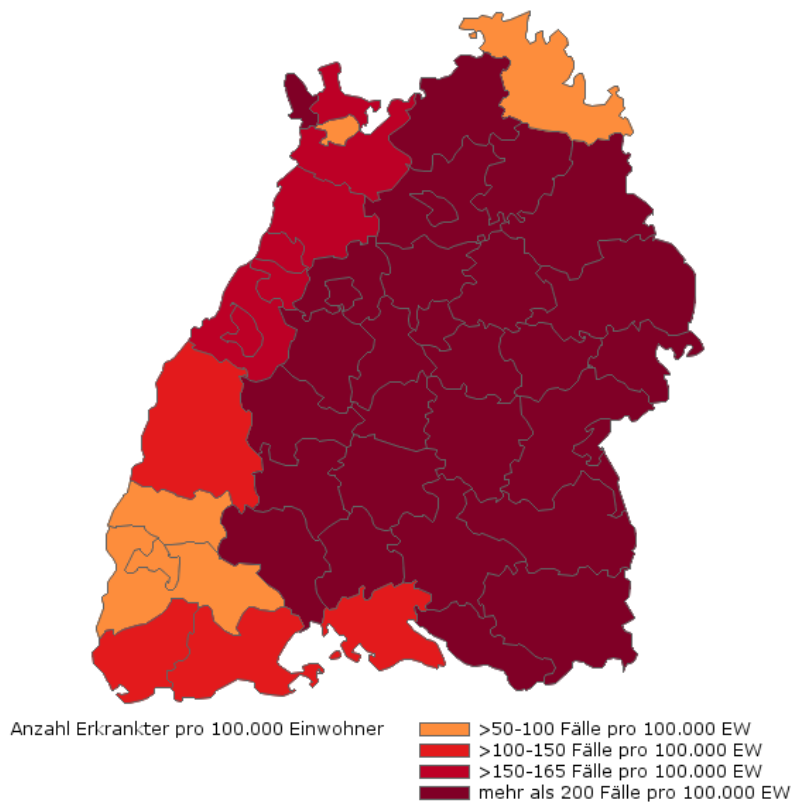 Anzahl Erkrankter pro 100.000 Einwohner
>50-100 Fälle pro 100.000 EW
>100-150 Fälle pro 100.000 EW
>150-165 Fälle pro 100.000 EW
mehr als 200 Fälle pro 100.000 EW